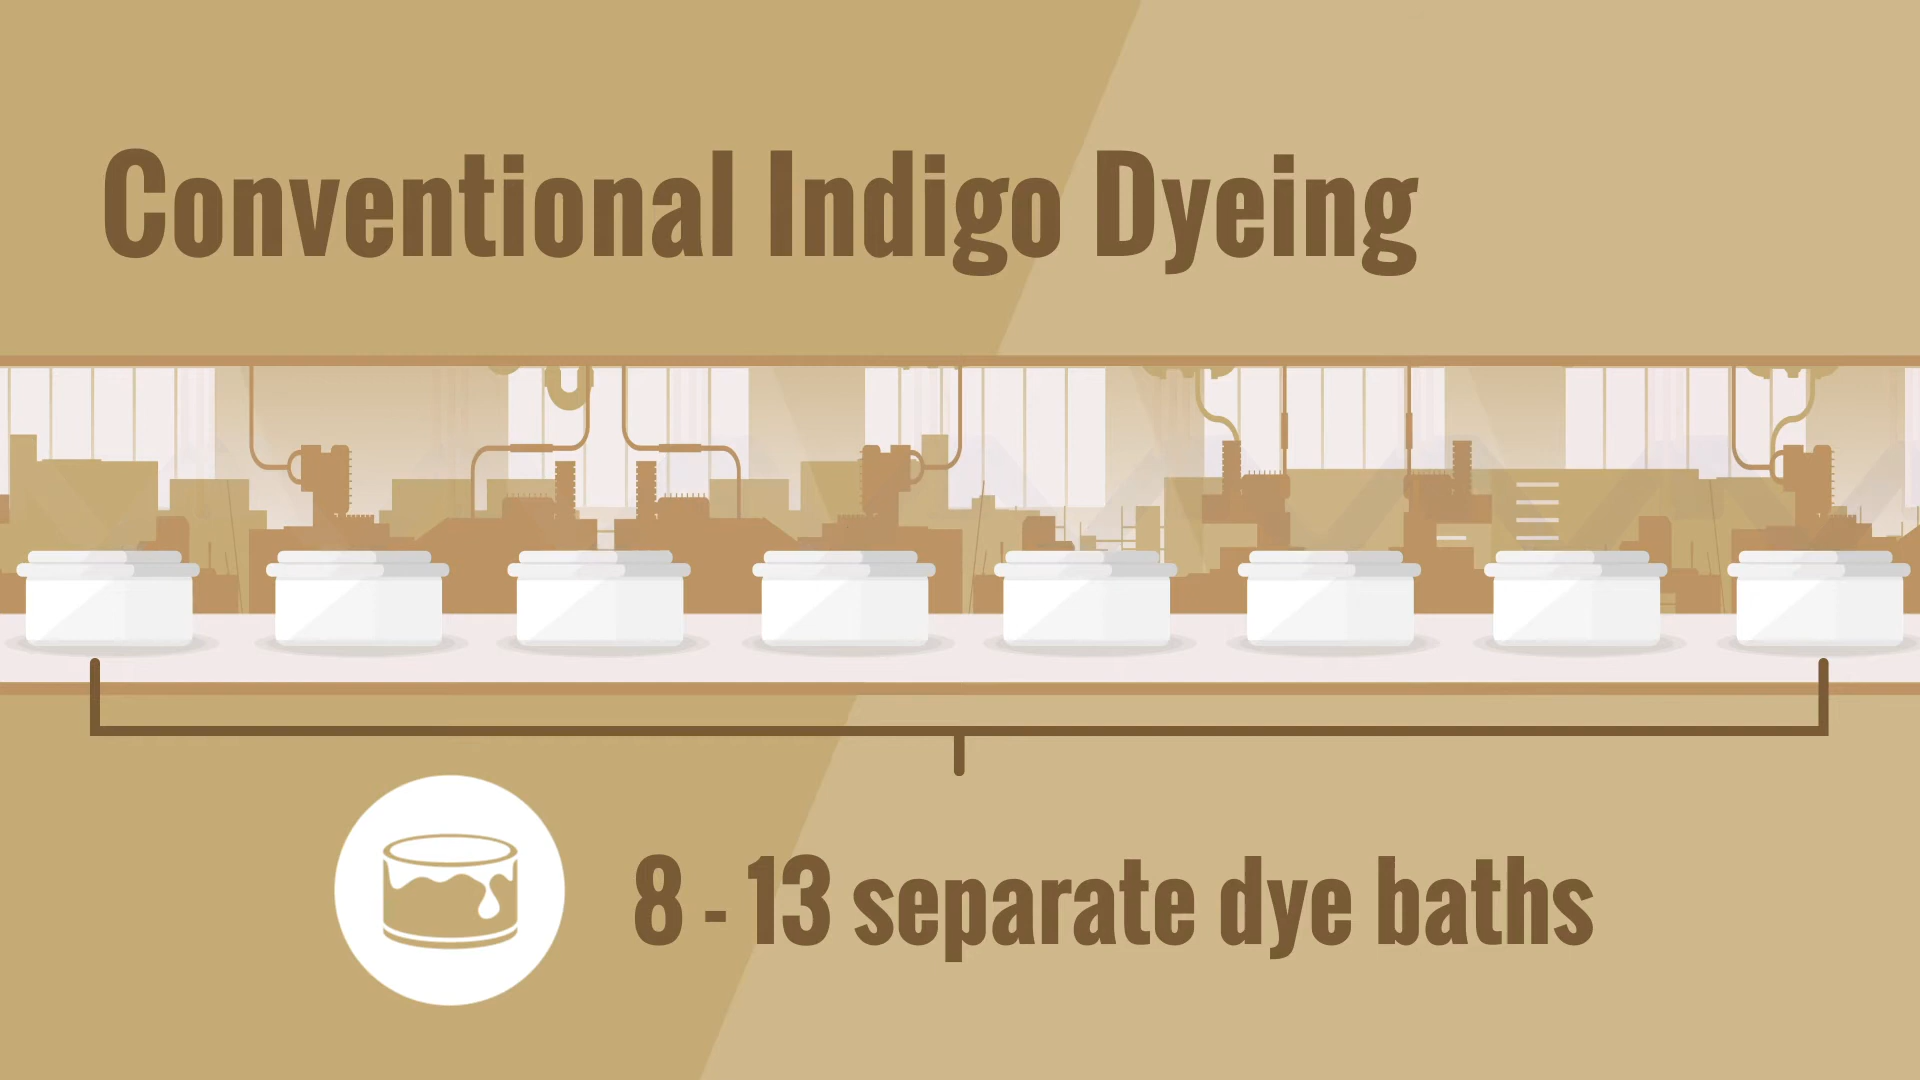 Conventional Indigo Dyeing
8 - 13 separate dye baths